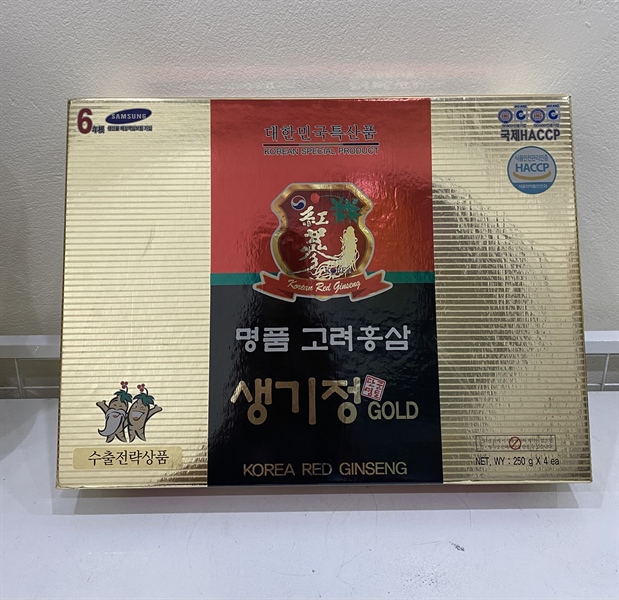 6年根
SAMSUNG
대한민국특산품
KOREAN SPECIAL PRODUCT
국제HACCP
HACCP
紅蔘
Korean Red Ginseng
명품 고려홍삼
생기정 GOLD
KOREA RED GINSENG
수출전략상품
NET, WY : 250 g X 4 ea